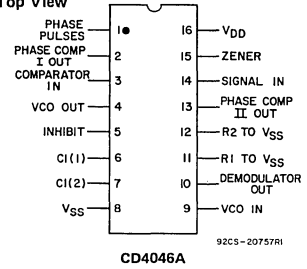 Top View
PHASE
PULSES 1 16 VDD
PHASE COMP
I OUT 2 15 ZENER
COMPARATOR
IN 3 14 SIGNAL IN
VCO OUT 4 13 PHASE COMP
II OUT
INHIBIT 5 12 R2 TO VSS
C1(1) 6 11 R1 TO VSS
C1(2) 7 10 DEMODULATOR
OUT
VSS 8 9 VCO IN
92CS-20757R1
CD4046A